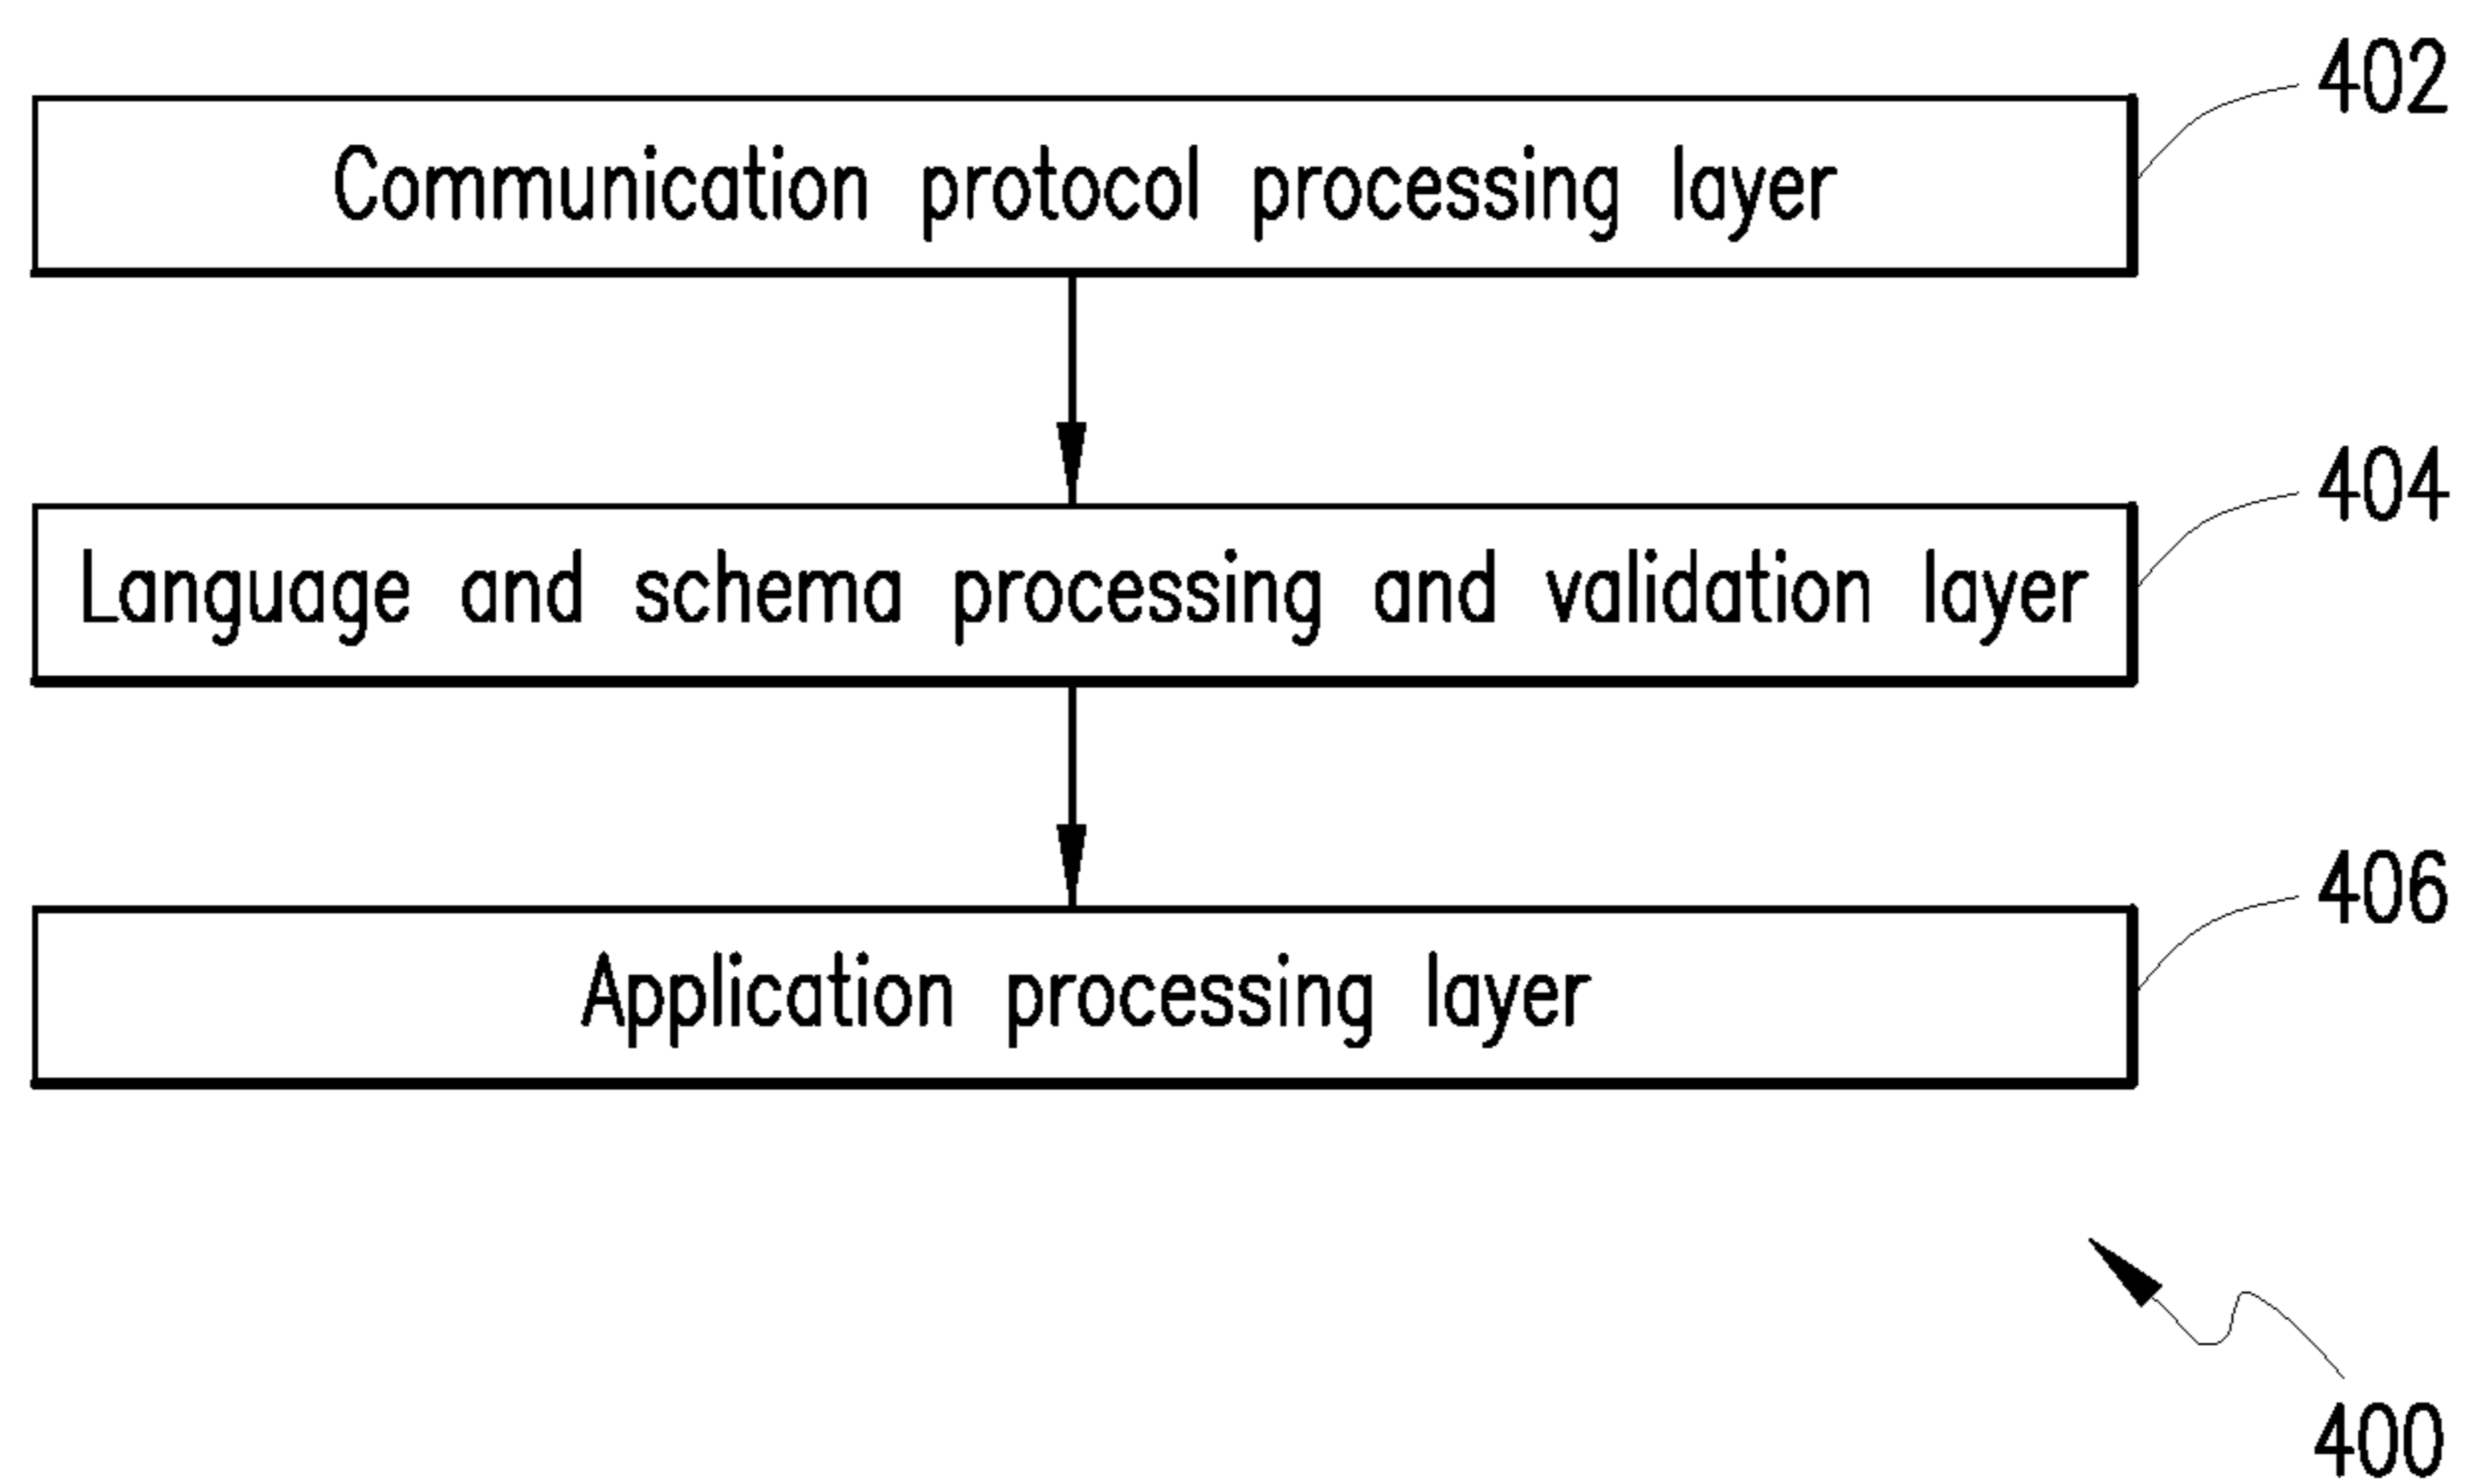 402
Communication protocol processing layer
404
Language and schema processing and validation layer
406
Application processing layer
400